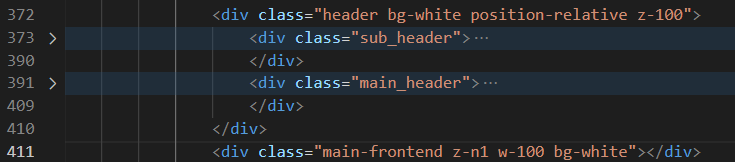 372 <div class="header bg-white position-relative z-100">
373 <div class="sub_header">…
390 </div>
391 <div class="main_header">…
409 </div>
410 </div>
411 <div class="main-frontend z-n1 w-100 bg-white"></div>